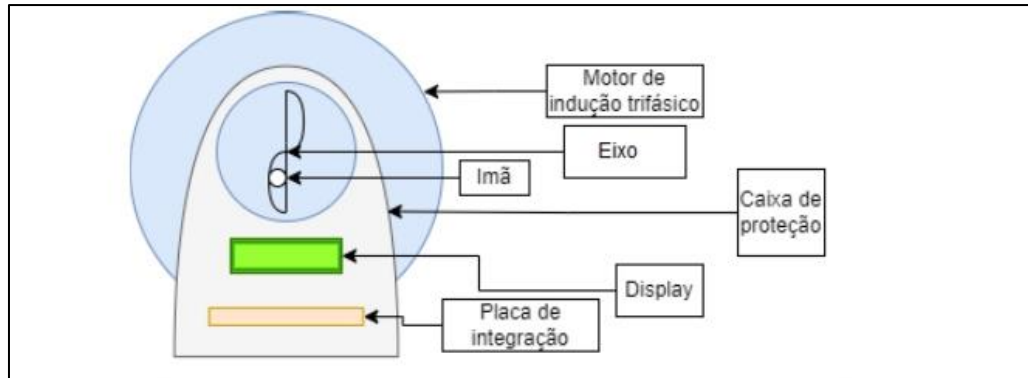 Motor de
indução trifásico
Eixo
Imã
Caixa de
proteção
Display
Placa de
integração